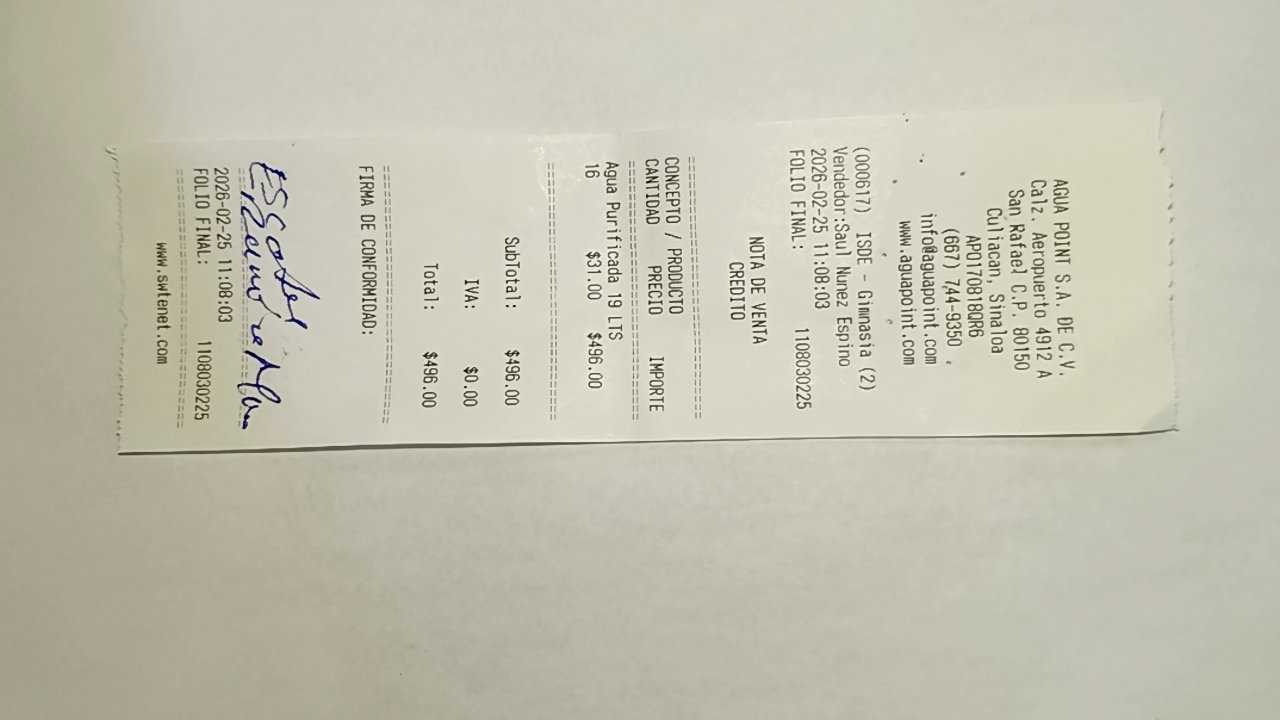 AGUA POINT S.A. DE C.V.
Calz. Aeropuerto 4912 A
San Rafael C.P. 80150
Culiacan, Sinaloa
APO170818QR6
(667) 744-9350
info@aguapoint.com
www.aguapoint.com
(000617) ISDE - Gimnasia (2)
Vendedor:Saul Nunez Espino
2026-02-25 11:08:03
FOLIO FINAL: 1108030225
NOTA DE VENTA
CREDITO
CONCEPTO / PRODUCTO
CANTIDAD PRECIO IMPORTE
Agua Purificada 19 LTS
16 $31.00 $496.00
SubTotal: $496.00
IVA: $0.00
Total: $496.00
FIRMA DE CONFORMIDAD:
2026-02-25 11:08:03
FOLIO FINAL: 1108030225
www.swtenet.com